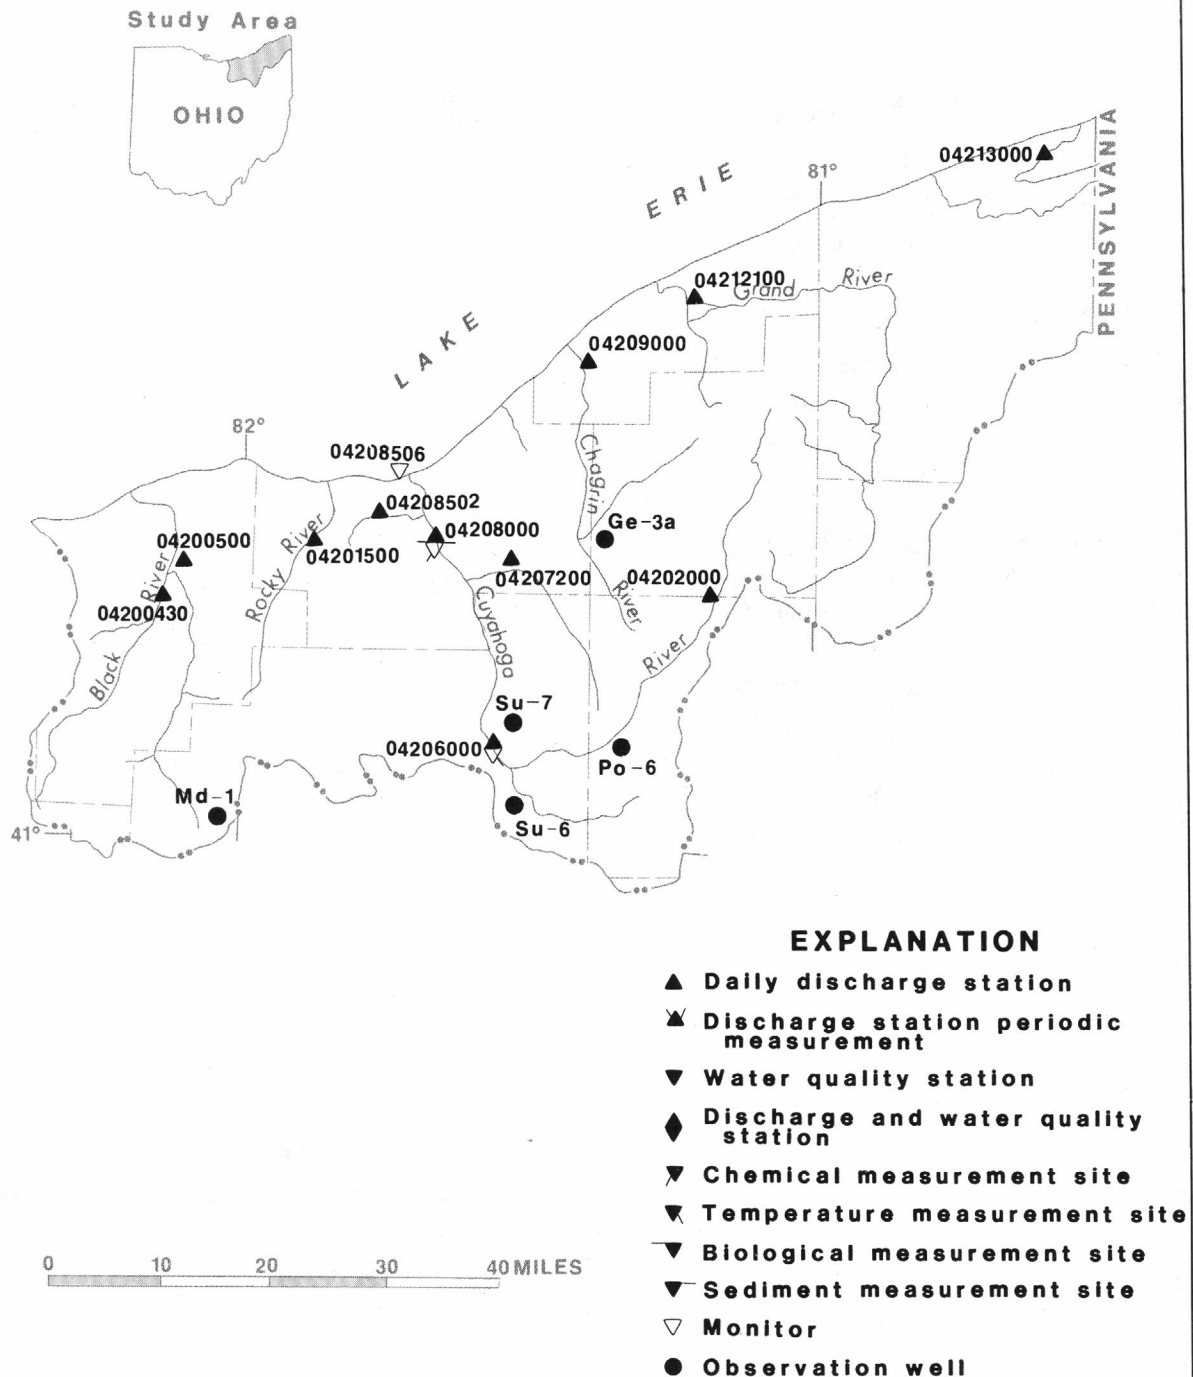 Study Area
OHIO
04213000
PENNSYLVANIA
81°
ERIE
04212100
Grand River
04209000
LAKE
82°
Chagrin
04208506
04208502
Ge-3a
04208000
04200500
Rocky River
04201500
River
04207200
04202000
04200430
River
Cuyahoga
River
Black
Su-7
04206000
Po-6
Md-1
Su-6
41°
EXPLANATION
Daily discharge station
Discharge station periodic
measurement
Water quality station
Discharge and water quality
station
Chemical measurement site
Temperature measurement site
Biological measurement site
Sediment measurement site
Monitor
Observation well
0 10 20 30 40 MILES